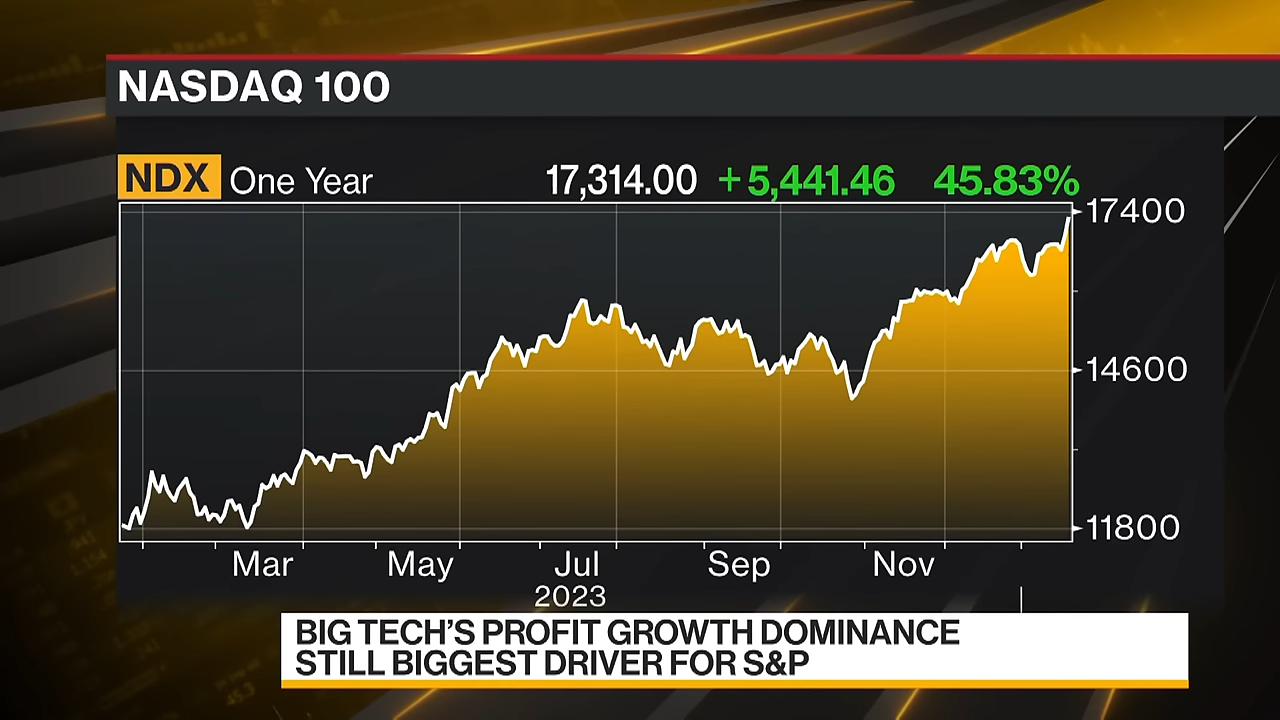 NASDAQ 100
NDX One Year 17,314.00 +5,441.46 45.83%
17400
14600
11800
Mar May Jul Sep Nov
2023
BIG TECH'S PROFIT GROWTH DOMINANCE
STILL BIGGEST DRIVER FOR S&P